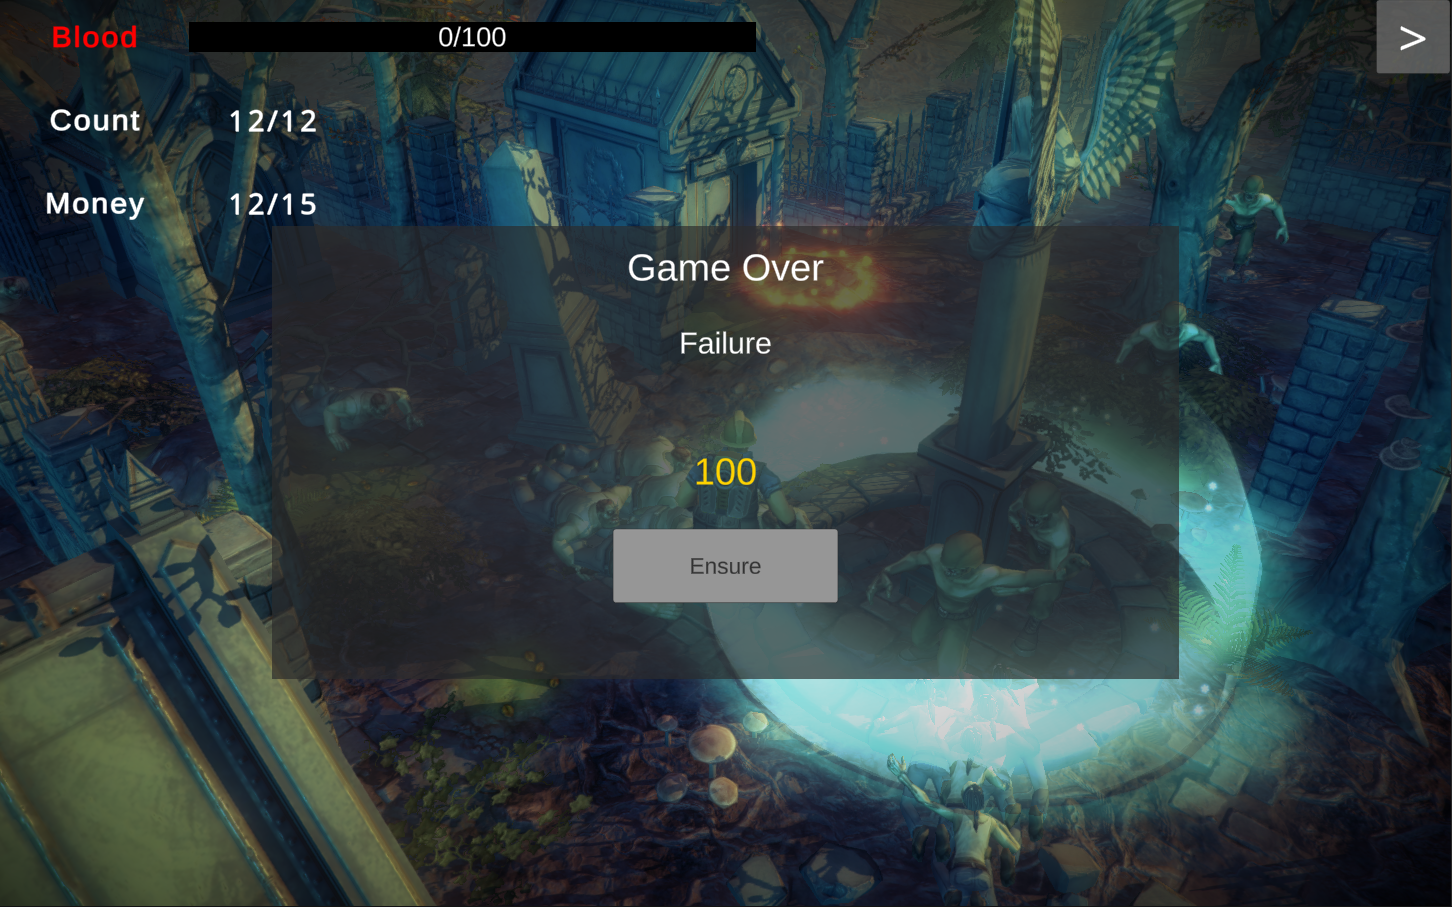 Blood 0/100
>
Count 12/12
Money 12/15
Game Over
Failure
100
Ensure